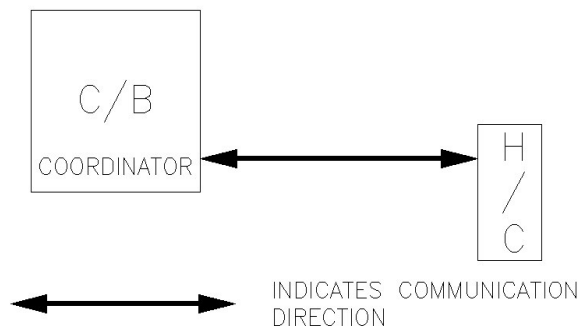 C/B
COORDINATOR
H
/
C
INDICATES COMMUNICATION
DIRECTION